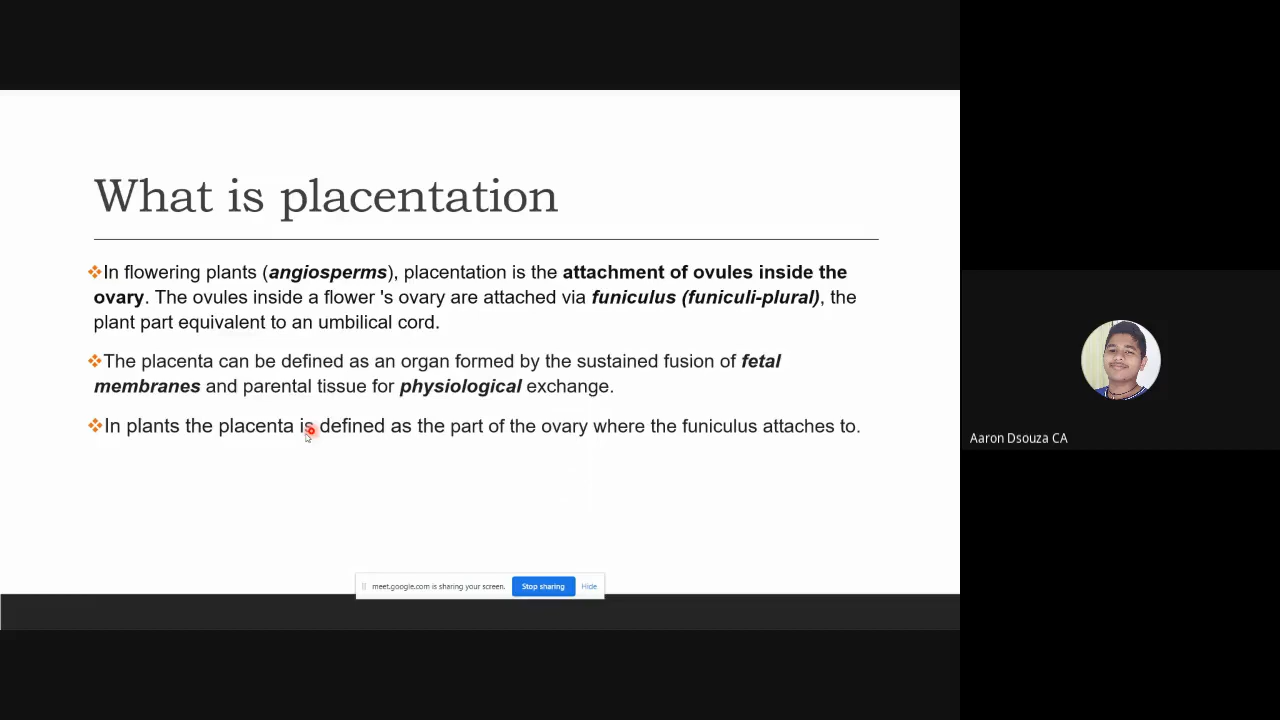 What is placentation
❖In flowering plants (angiosperms), placentation is the attachment of ovules inside the
ovary. The ovules inside a flower 's ovary are attached via funiculus (funiculi-plural), the
plant part equivalent to an umbilical cord.
❖The placenta can be defined as an organ formed by the sustained fusion of fetal
membranes and parental tissue for physiological exchange.
❖In plants the placenta is defined as the part of the ovary where the funiculus attaches to.
Aaron Dsouza CA
meet.google.com is sharing your screen. Stop sharing Hide